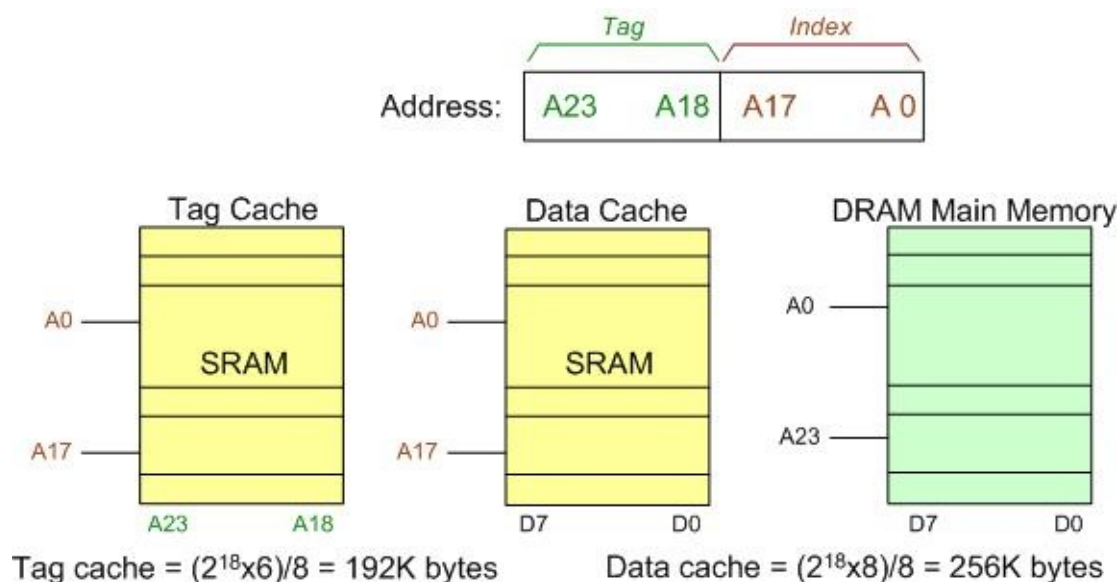 Tag Index
Address: A23 A18 A17 A 0
Tag Cache Data Cache DRAM Main Memory
A0 A0 A0
SRAM SRAM
A17 A17 A23
A23 A18 D7 D0 D7 D0
Tag cache = (2¹⁸x6)/8 = 192K bytes Data cache = (2¹⁸x8)/8 = 256K bytes